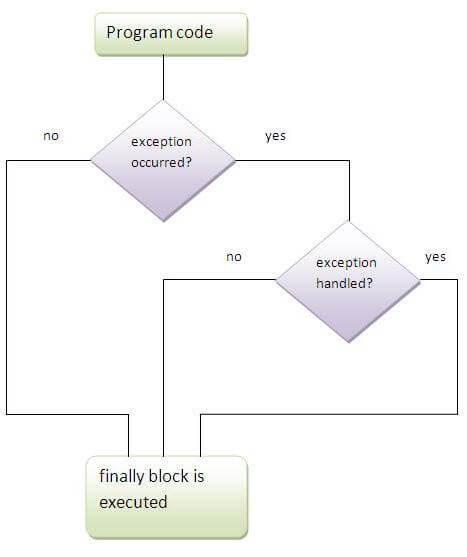 Program code
no
yes
exception
occurred?
no
yes
exception
handled?
finally block is
executed